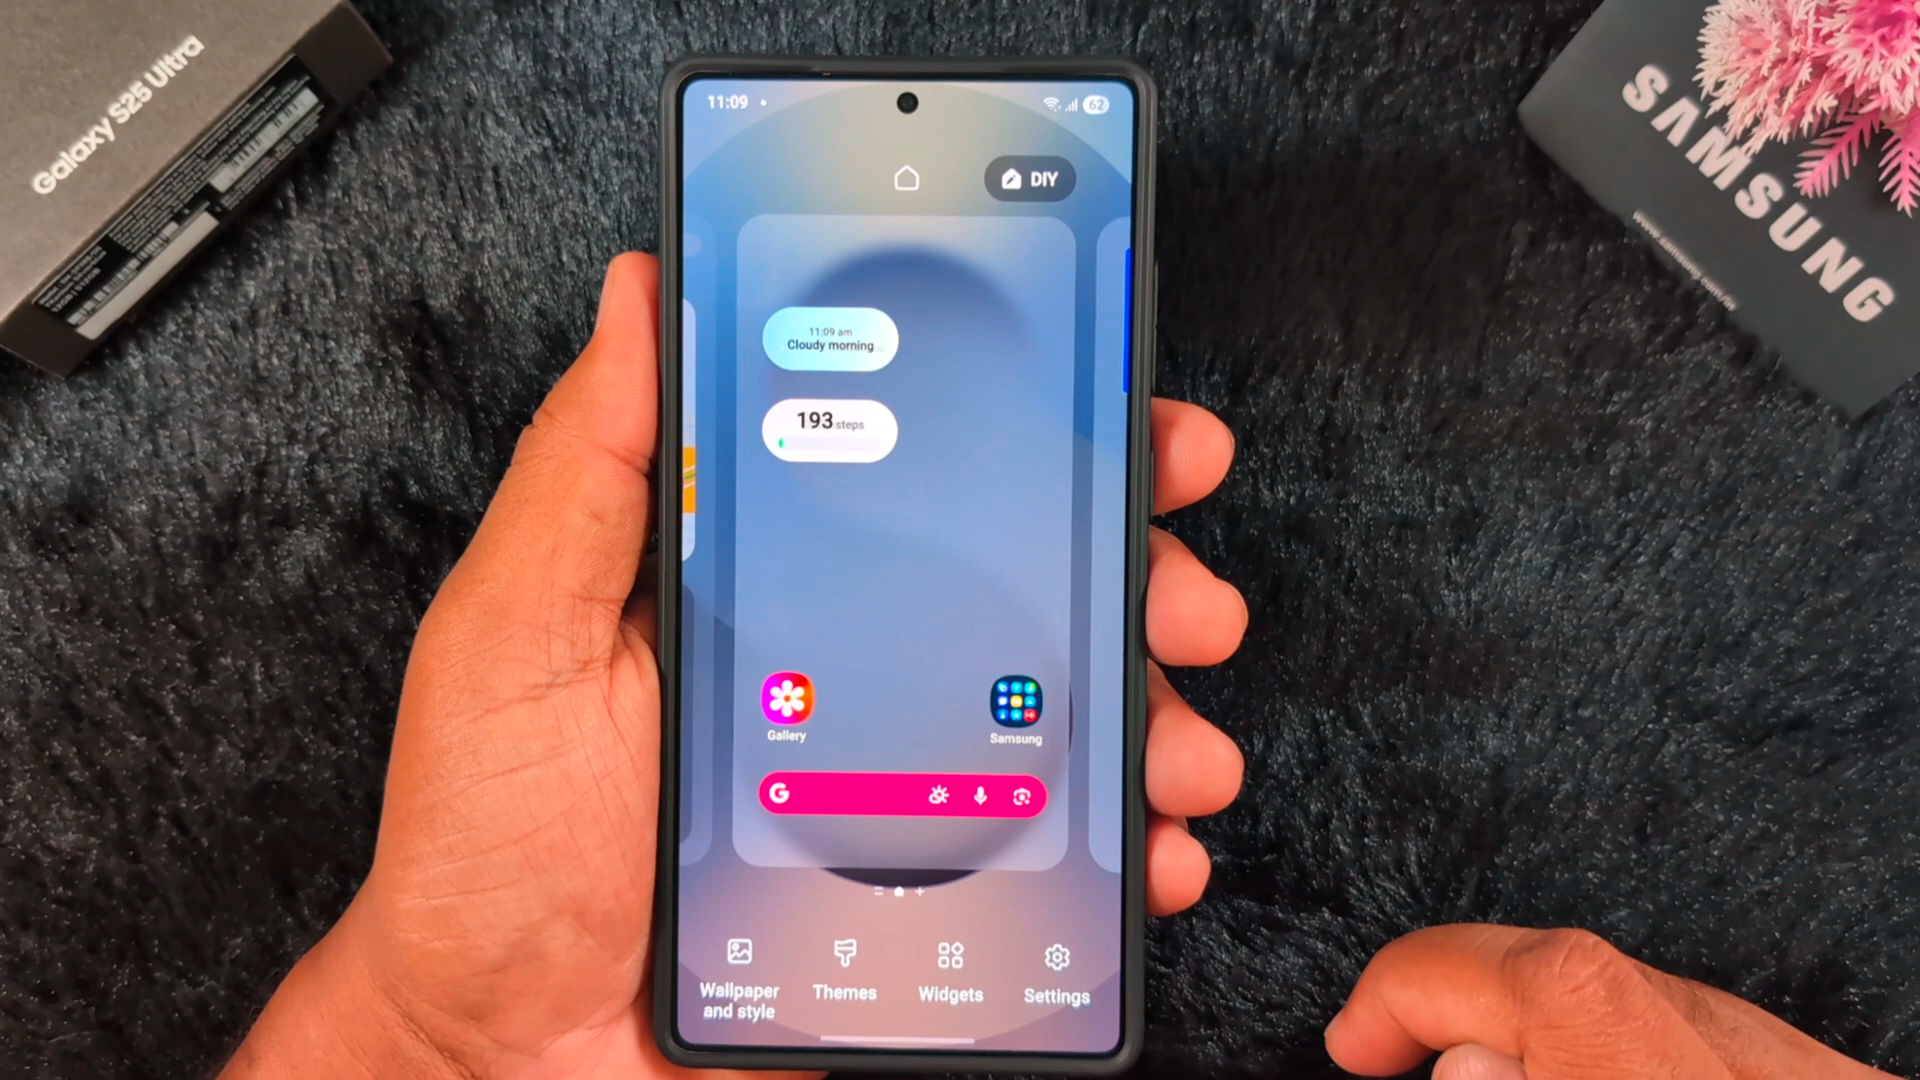 Galaxy S25 Ultra
SAMSUNG
11:09
62
DIY
11:09 am
Cloudy morning
193 steps
Gallery
Samsung
G
Wallpaper
and style
Themes
Widgets
Settings